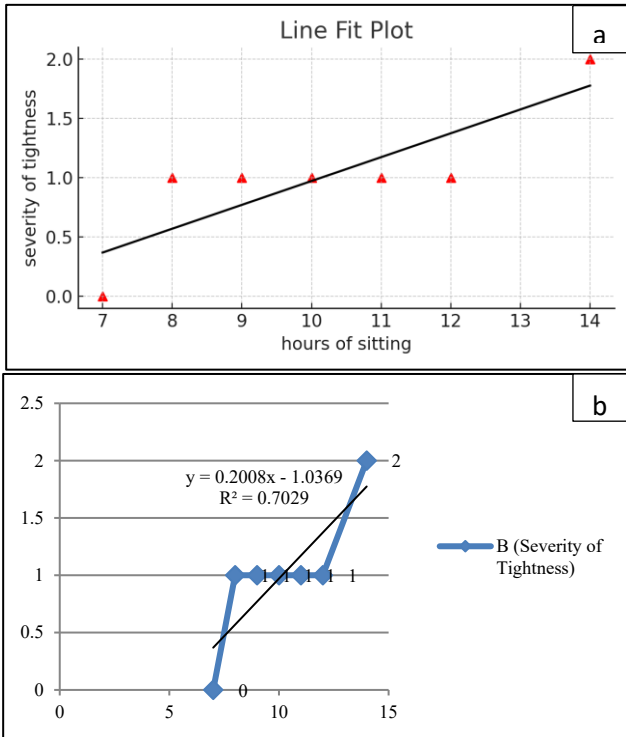 Line Fit Plot
a
severity of tightness
2.0
1.5
1.0
0.5
0.0
7 8 9 10 11 12 13 14
hours of sitting
b
2.5
2
1.5
1
0.5
0
y = 0.2008x - 1.0369
R² = 0.7029
2
1 1 1 1 1
0
0 5 10 15
B (Severity of
Tightness)